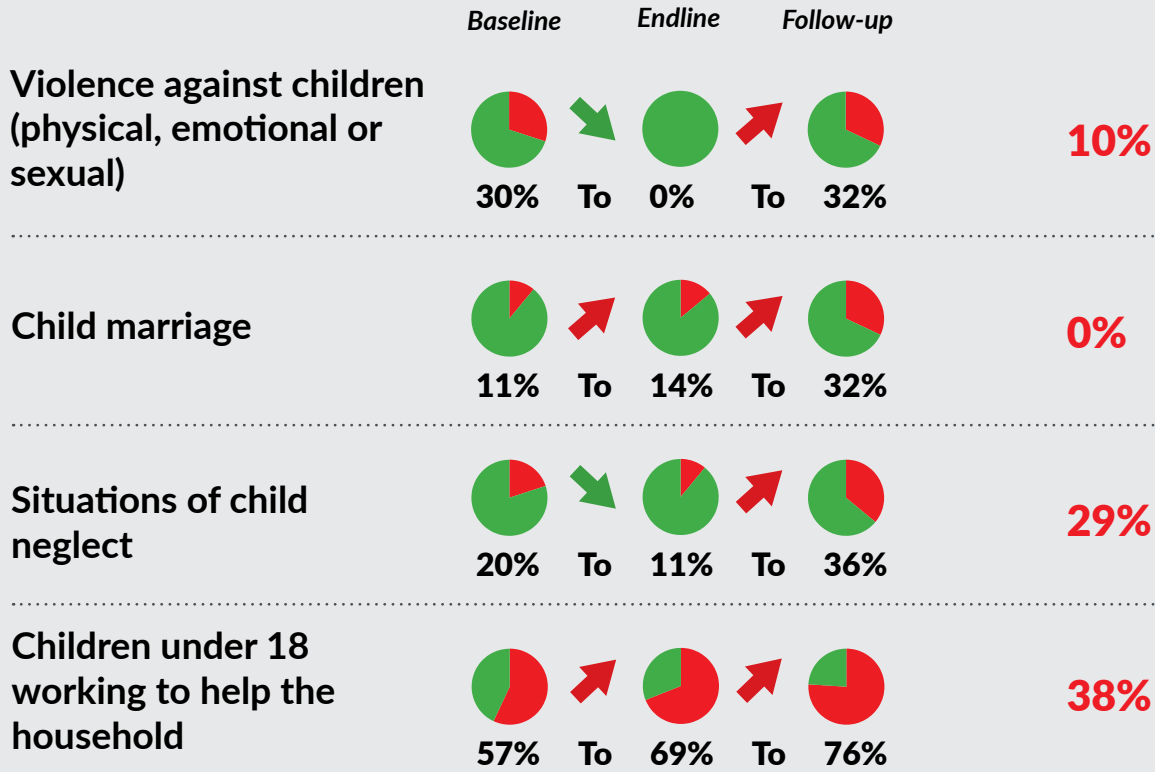 Baseline Endline Follow-up
Violence against children
(physical, emotional or
sexual)
30% To 0% To 32%
10%
Child marriage
11% To 14% To 32%
0%
Situations of child
neglect
20% To 11% To 36%
29%
Children under 18
working to help the
household
57% To 69% To 76%
38%